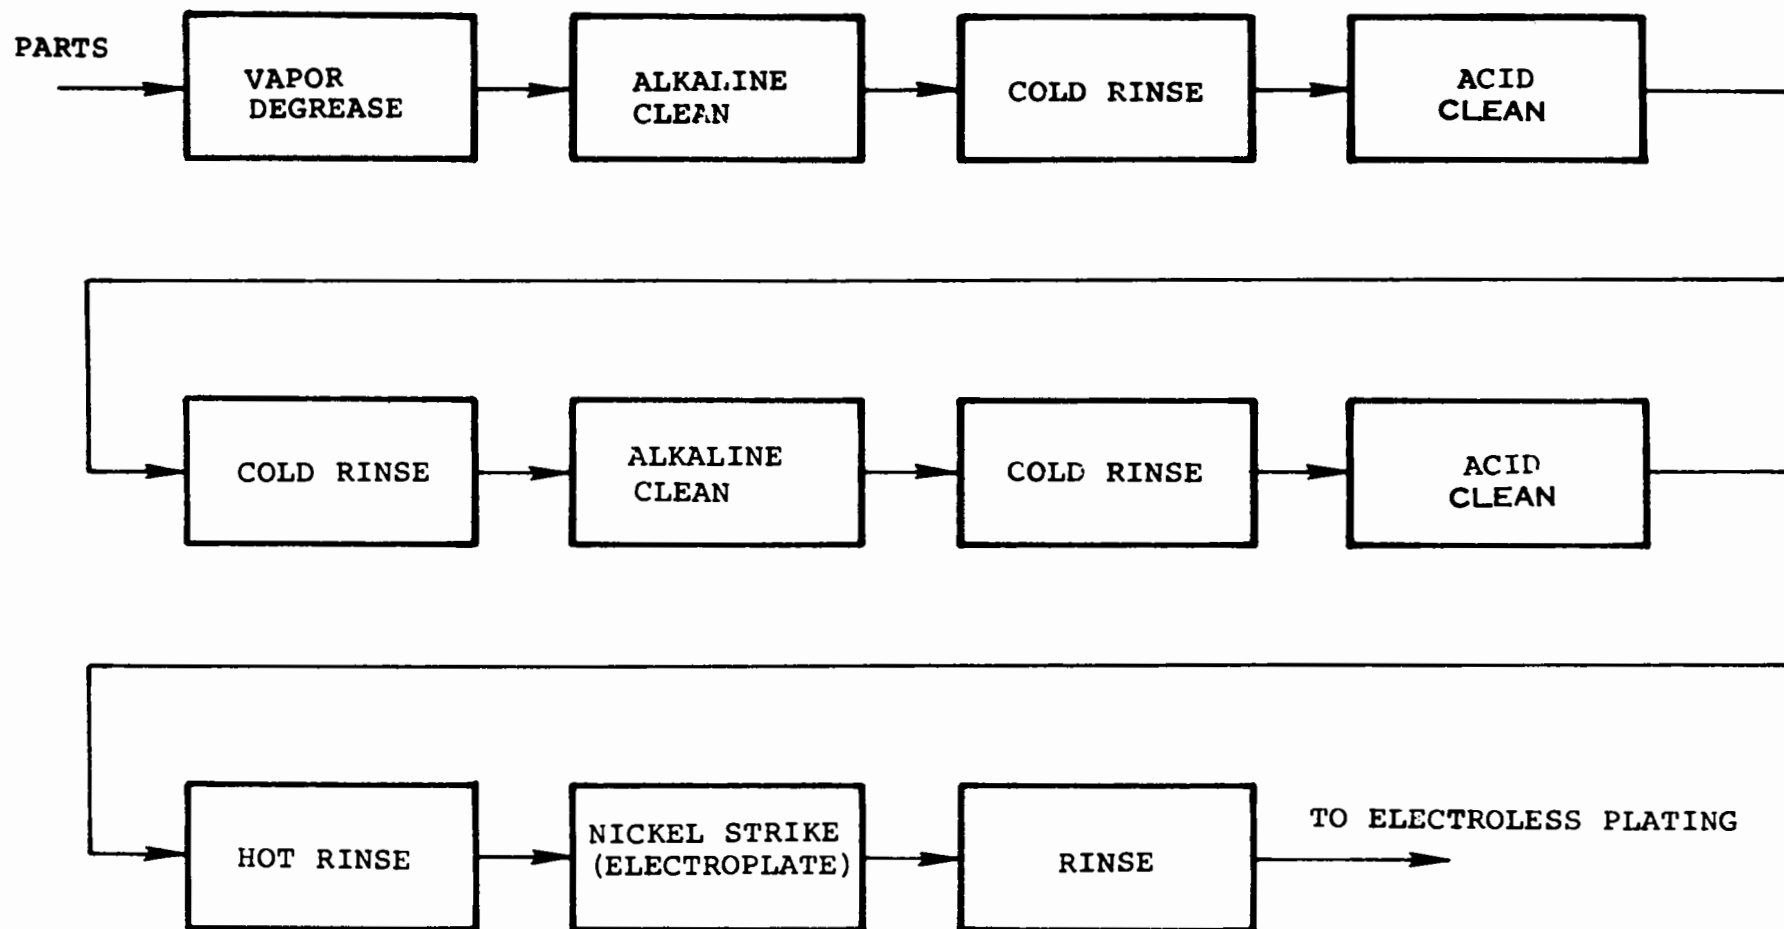 PARTS
VAPOR
DEGREASE
ALKALINE
CLEAN
COLD RINSE
ACID
CLEAN
COLD RINSE
ALKALINE
CLEAN
COLD RINSE
ACID
CLEAN
HOT RINSE
NICKEL STRIKE
(ELECTROPLATE)
RINSE
TO ELECTROLESS PLATING